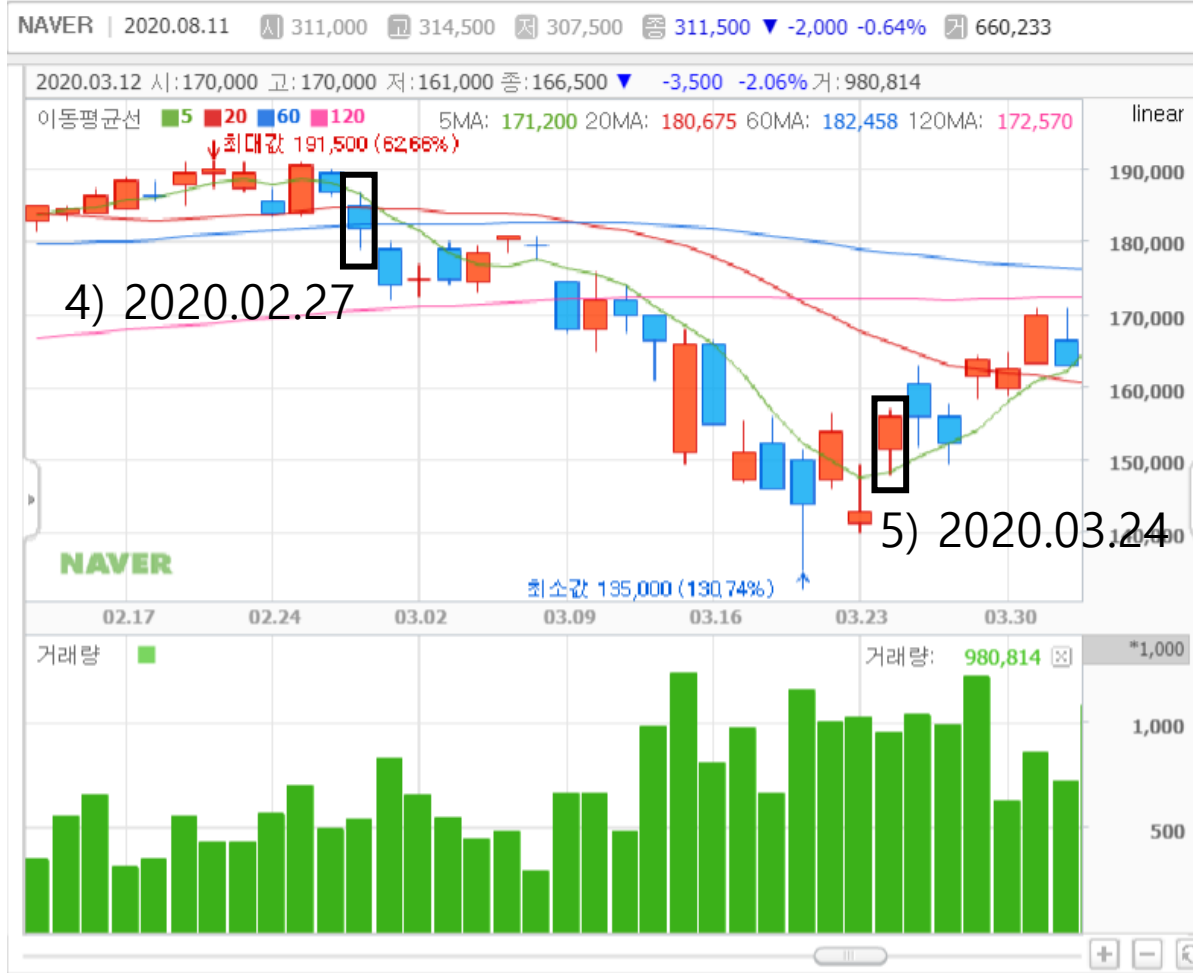 NAVER | 2020.08.11 시 311,000 고 314,500 저 307,500 종 311,500 ▼ -2,000 -0.64% 거 660,233
2020.03.12 시:170,000 고:170,000 저:161,000 종:166,500 ▼ -3,500 -2.06% 거:980,814
이동평균선 5 20 60 120 5MA: 171,200 20MA: 180,675 60MA: 182,458 120MA: 172,570
linear
최대값 191,500 (62.66%)
190,000
180,000
4) 2020.02.27
170,000
160,000
150,000
5) 2020.03.24
140,000
NAVER
최소값 135,000 (130.74%)
02.17 02.24 03.02 03.09 03.16 03.23 03.30
거래량 거래량: 980,814
*1,000
1,000
500